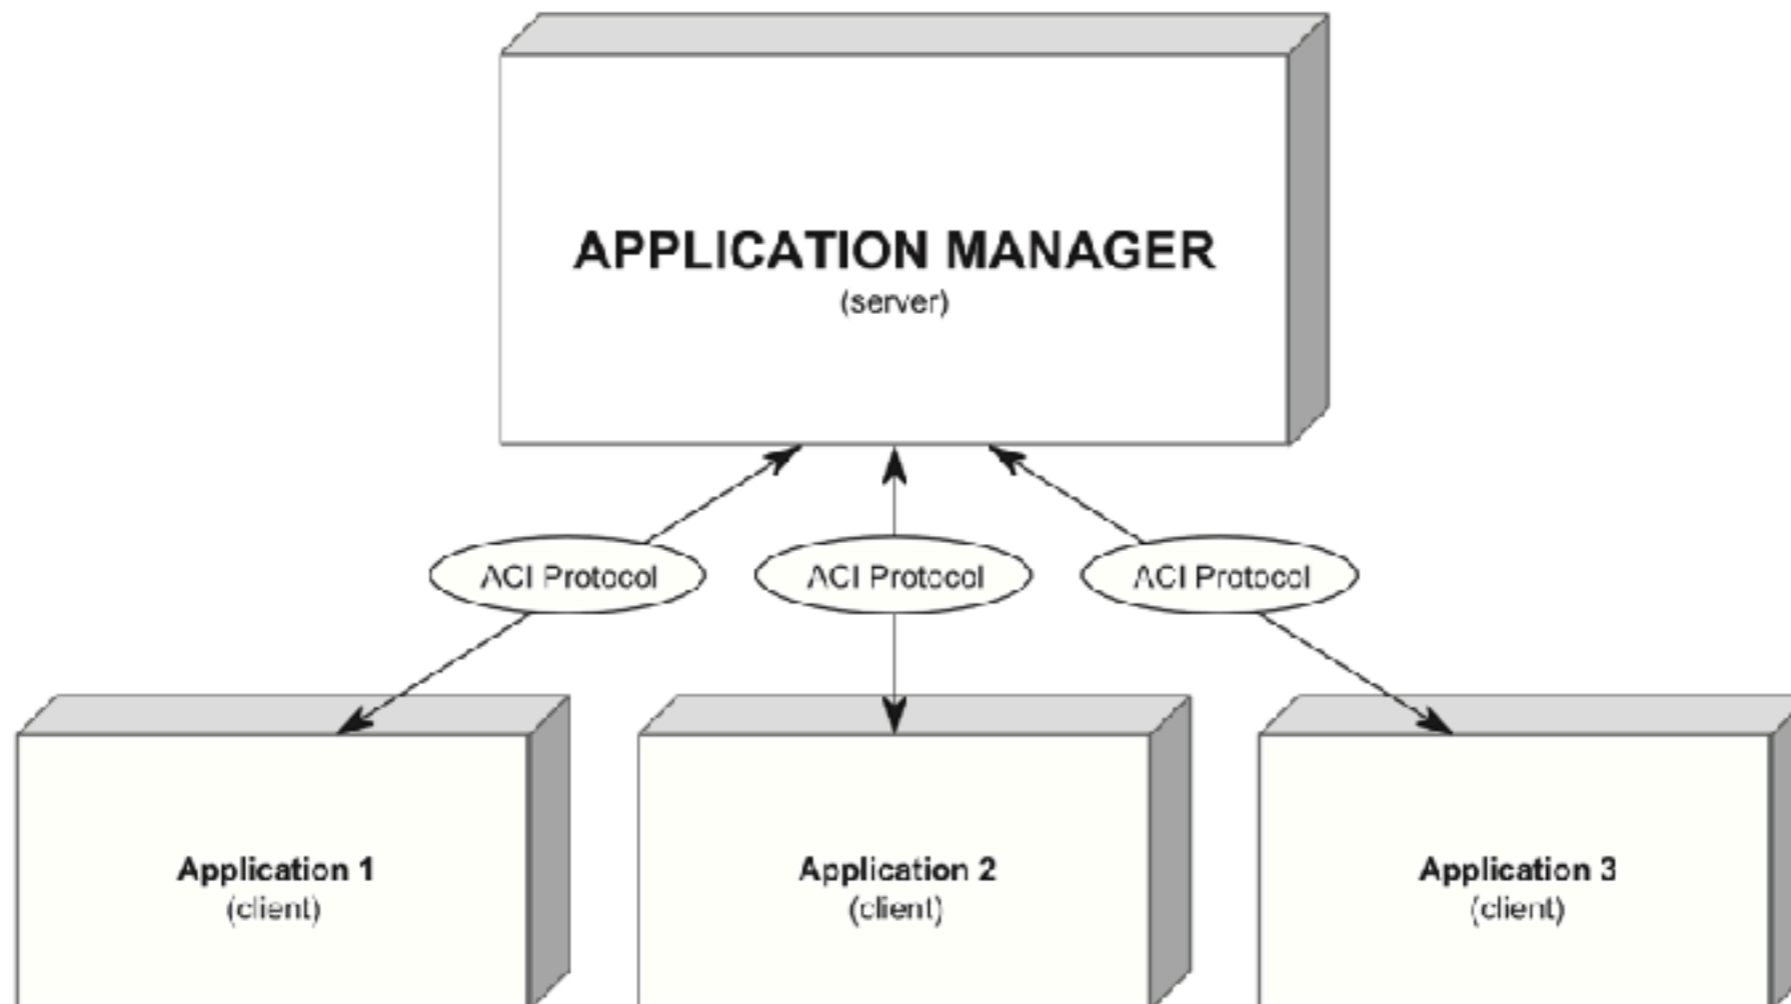 APPLICATION MANAGER
(server)
ACI Protocol
ACI Protocol
ACI Protocol
Application 1
(client)
Application 2
(client)
Application 3
(client)